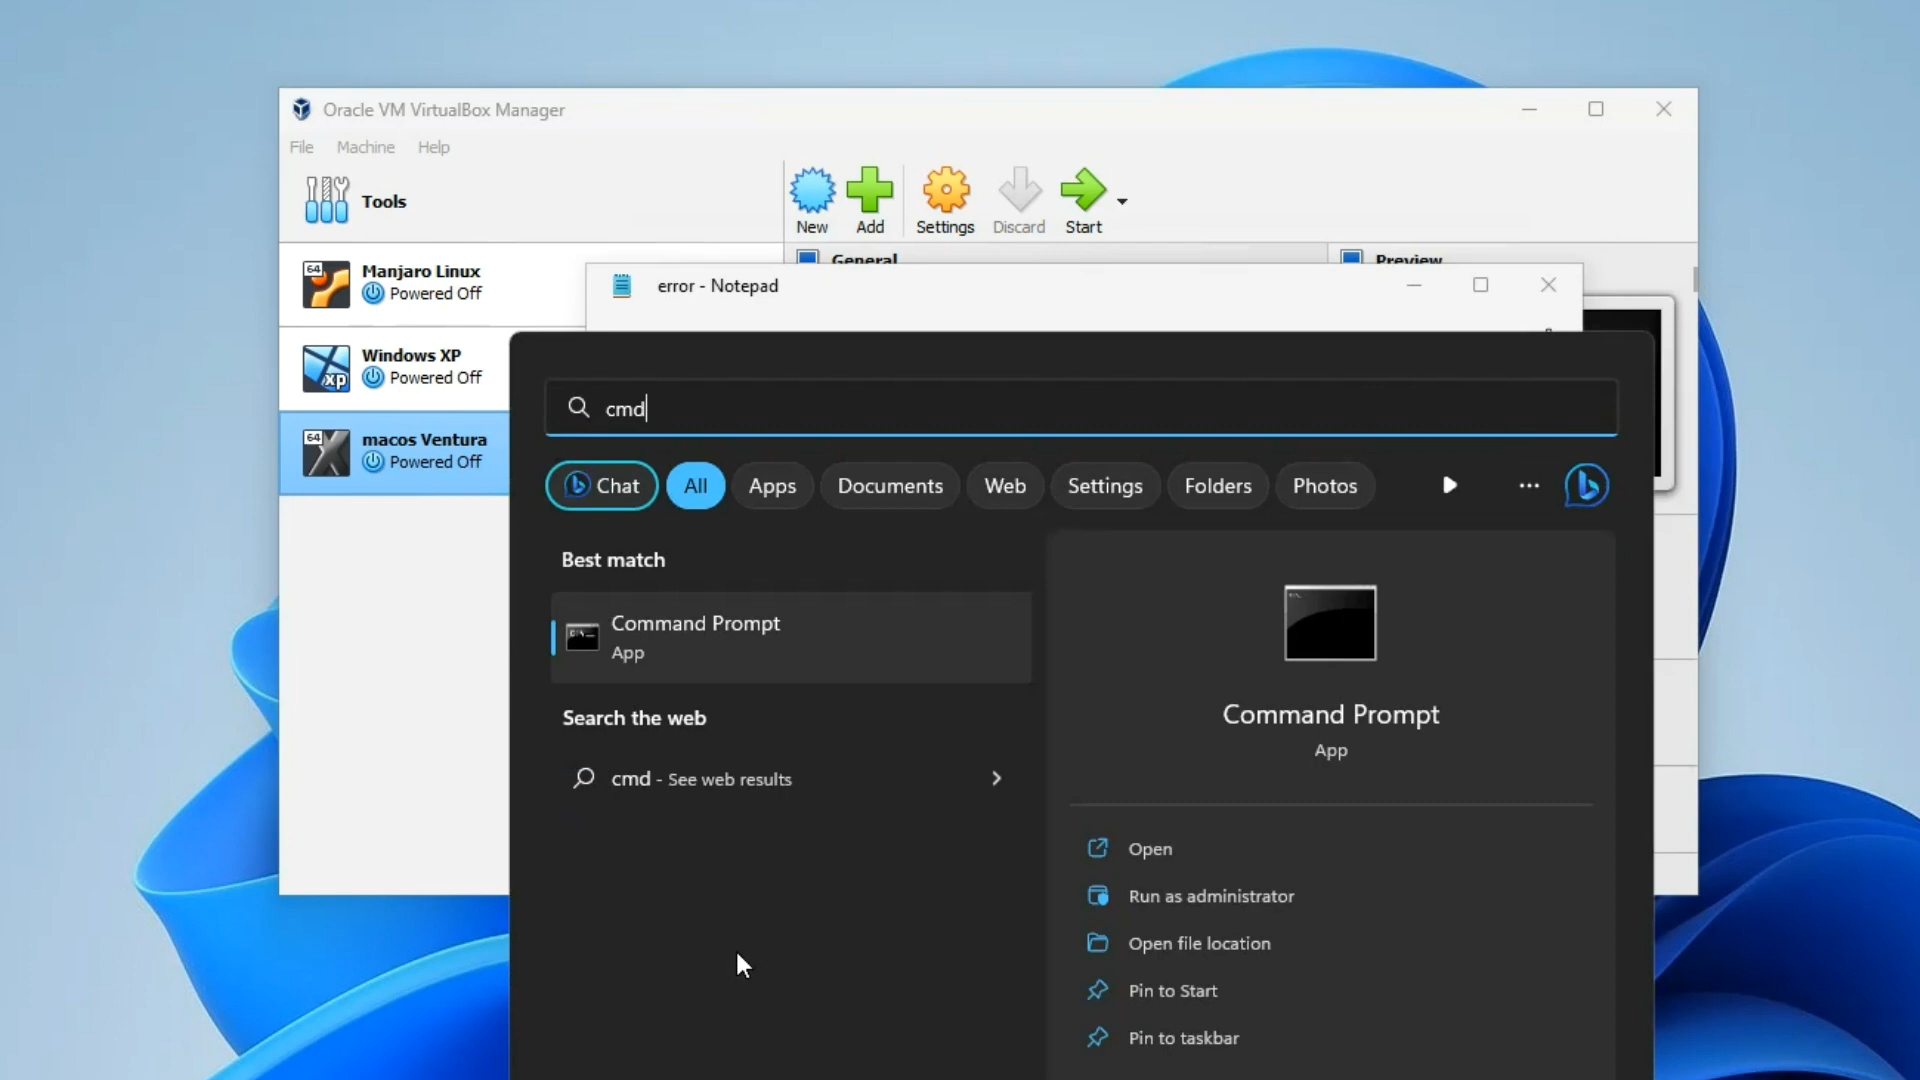 Oracle VM VirtualBox Manager
File Machine Help
Tools
New Add Settings Discard Start
General
Preview
64
Manjaro Linux
Powered Off
error - Notepad
xp
Windows XP
Powered Off
64
macos Ventura
Powered Off
cmd
Chat All Apps Documents Web Settings Folders Photos
Best match
Command Prompt
App
Search the web
cmd - See web results
Command Prompt
App
Open
Run as administrator
Open file location
Pin to Start
Pin to taskbar